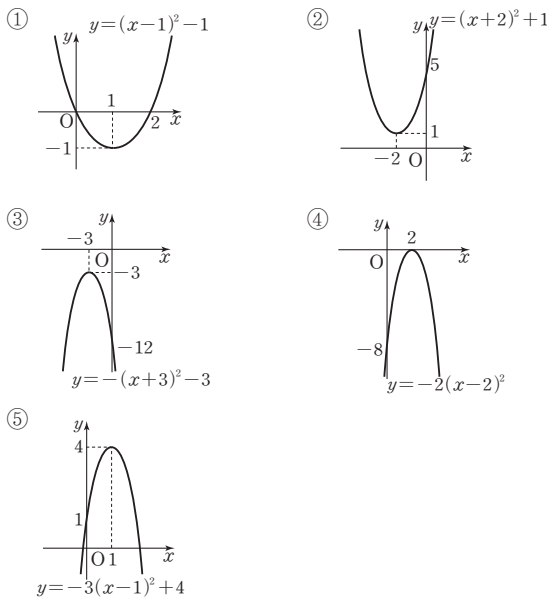 ① y=(x−1)²−1
y
1
O
2
x
−1
② y=(x+2)²+1
y
5
1
−2
O
x
③
y
−3
O
x
−3
−12
y=−(x+3)²−3
④
y
2
O
x
−8
y=−2(x−2)²
⑤
y
4
1
O
1
x
y=−3(x−1)²+4